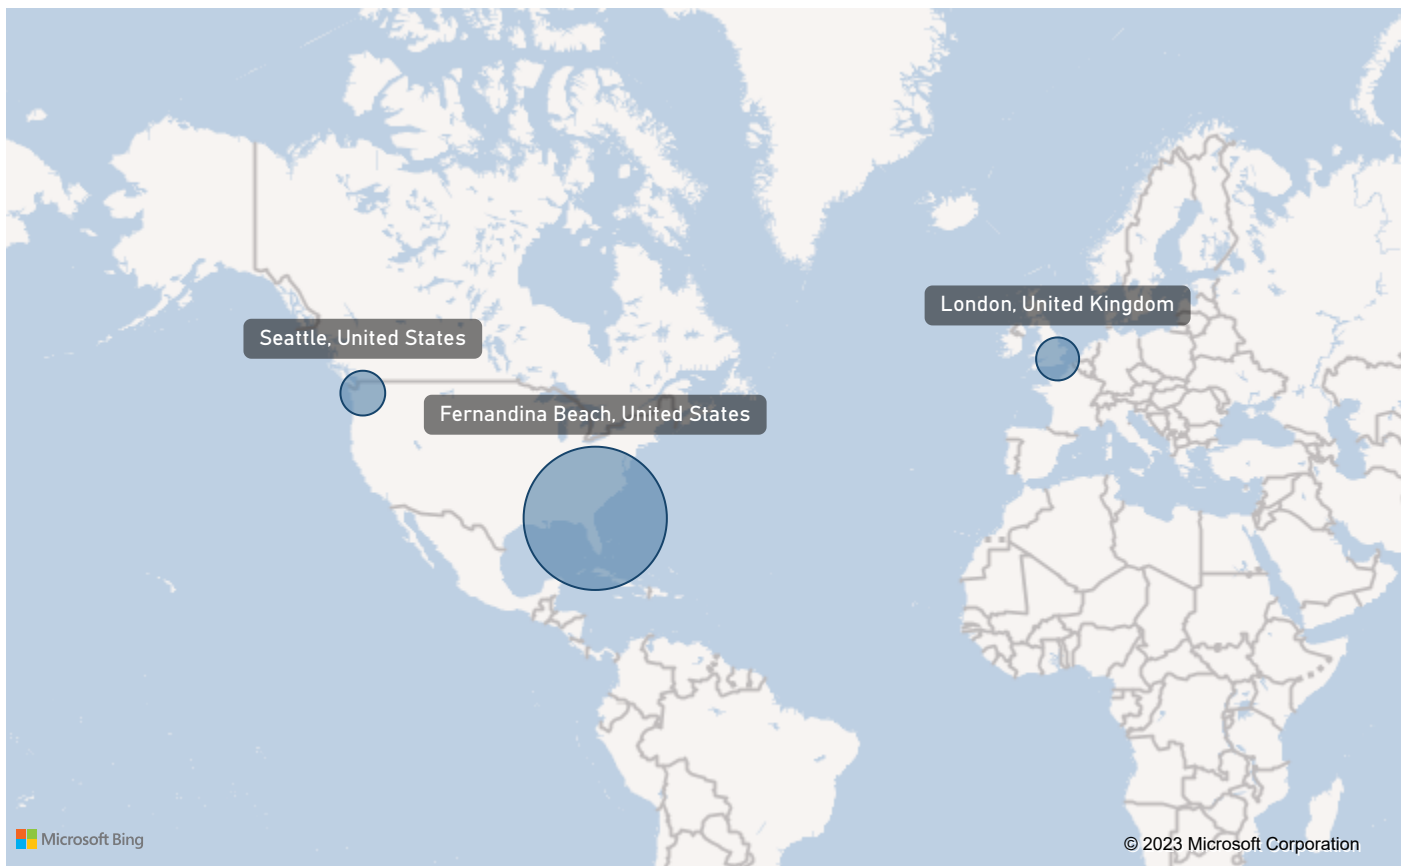 London, United Kingdom
Seattle, United States
Fernandina Beach, United States
Microsoft Bing
© 2023 Microsoft Corporation